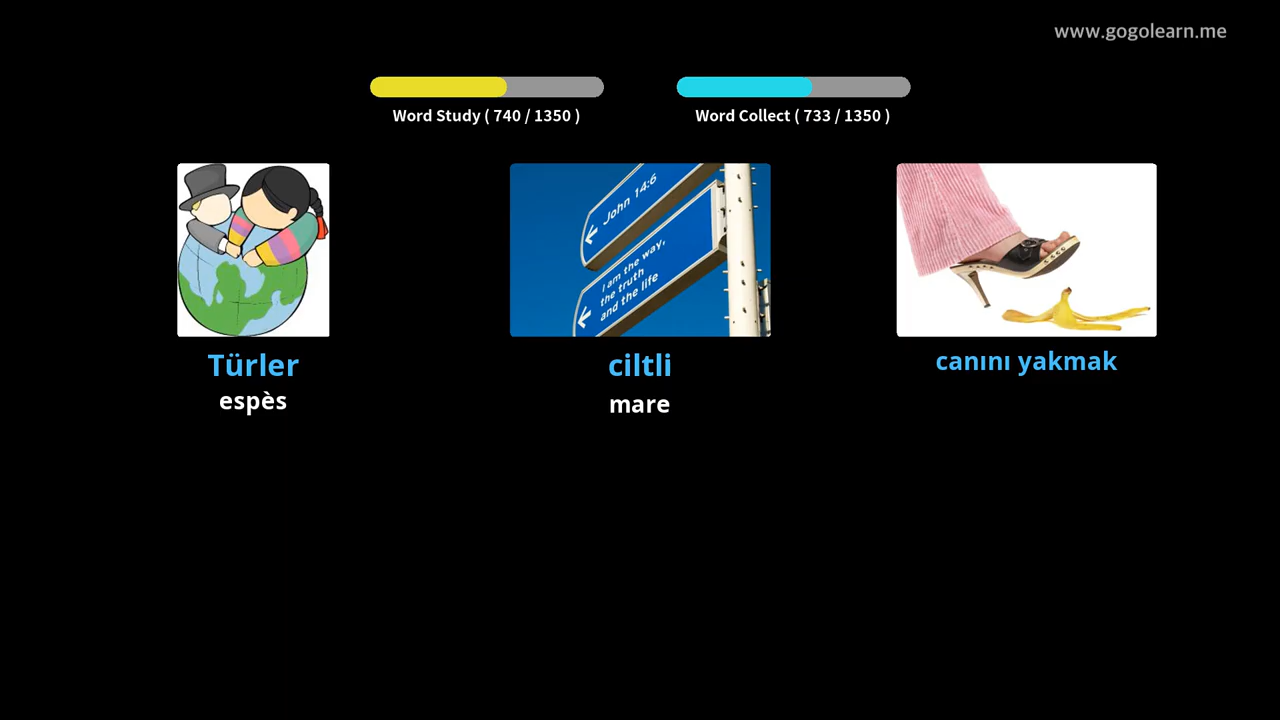 www.gogolearn.me
Word Study ( 740 / 1350 )
Word Collect ( 733 / 1350 )
John 14:6
I am the way,
the truth
and the life
Türler
espès
ciltli
mare
canını yakmak